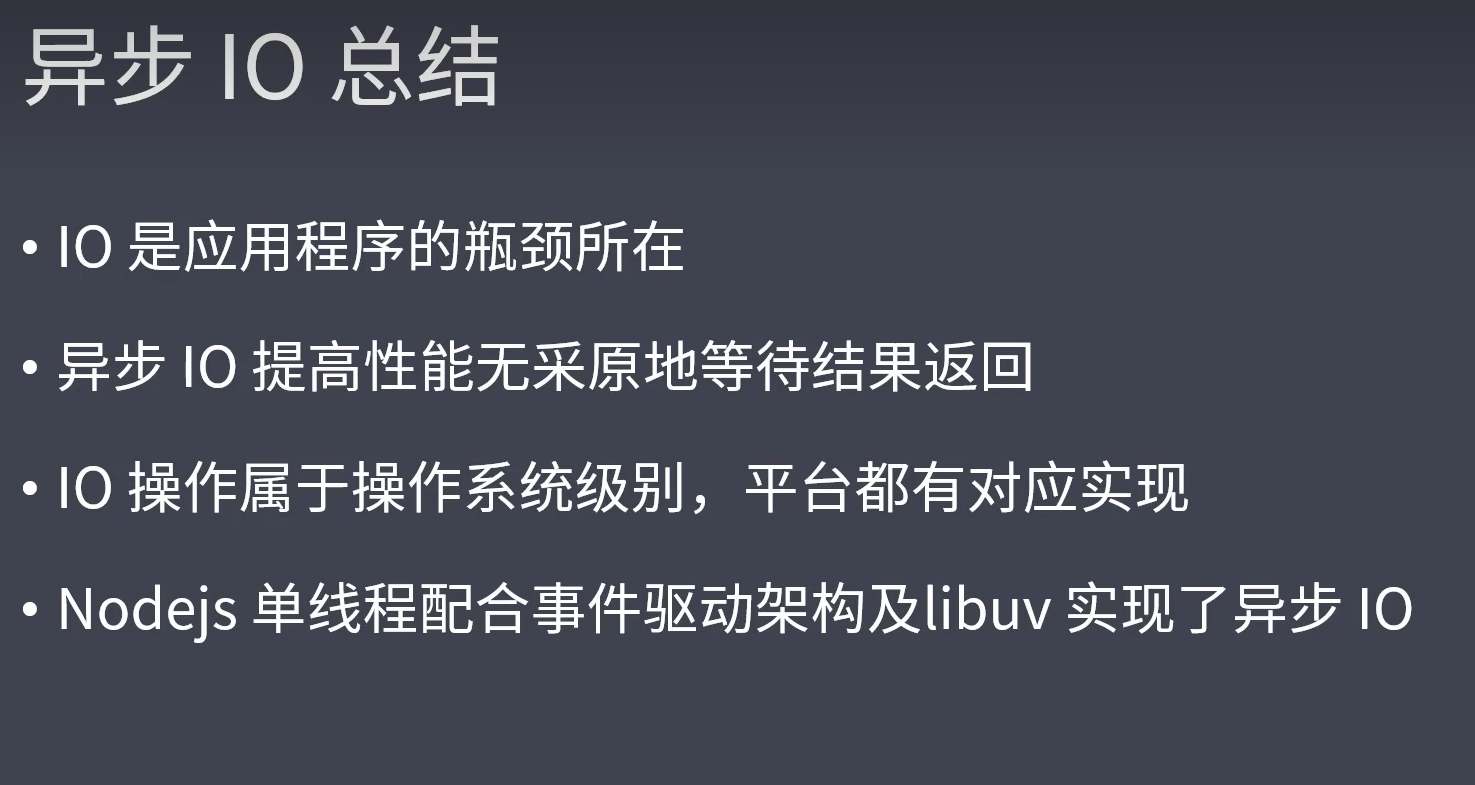 异步 IO 总结
• IO 是应用程序的瓶颈所在
• 异步 IO 提高性能无采原地等待结果返回
• IO 操作属于操作系统级别，平台都有对应实现
• Nodejs 单线程配合事件驱动架构及libuv 实现了异步 IO